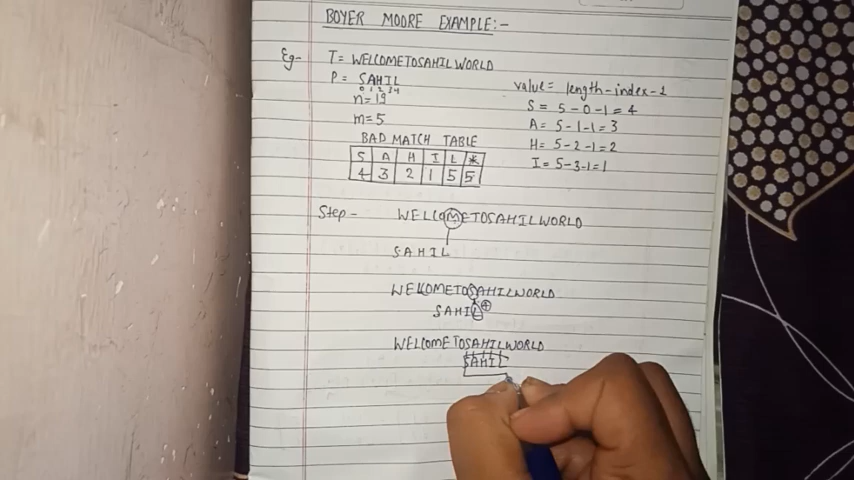 BOYER MOORE EXAMPLE:-
Eg- T= WELCOMETOSAHILWORLD
P = SAHIL
0 1 2 3 4
n=19
m=5
value= length-index-1
S = 5-0-1=4
A= 5-1-1=3
H= 5-2-1=2
I= 5-3-1=1
BAD MATCH TABLE
S A H I L *
4 3 2 1 5 5
Step- WELCOMETOSAHILWORLD
SAHIL
WELCOMETOSAHILWORLD
SAHIL 4
WELCOMETOSAHILWORLD
SAHIL